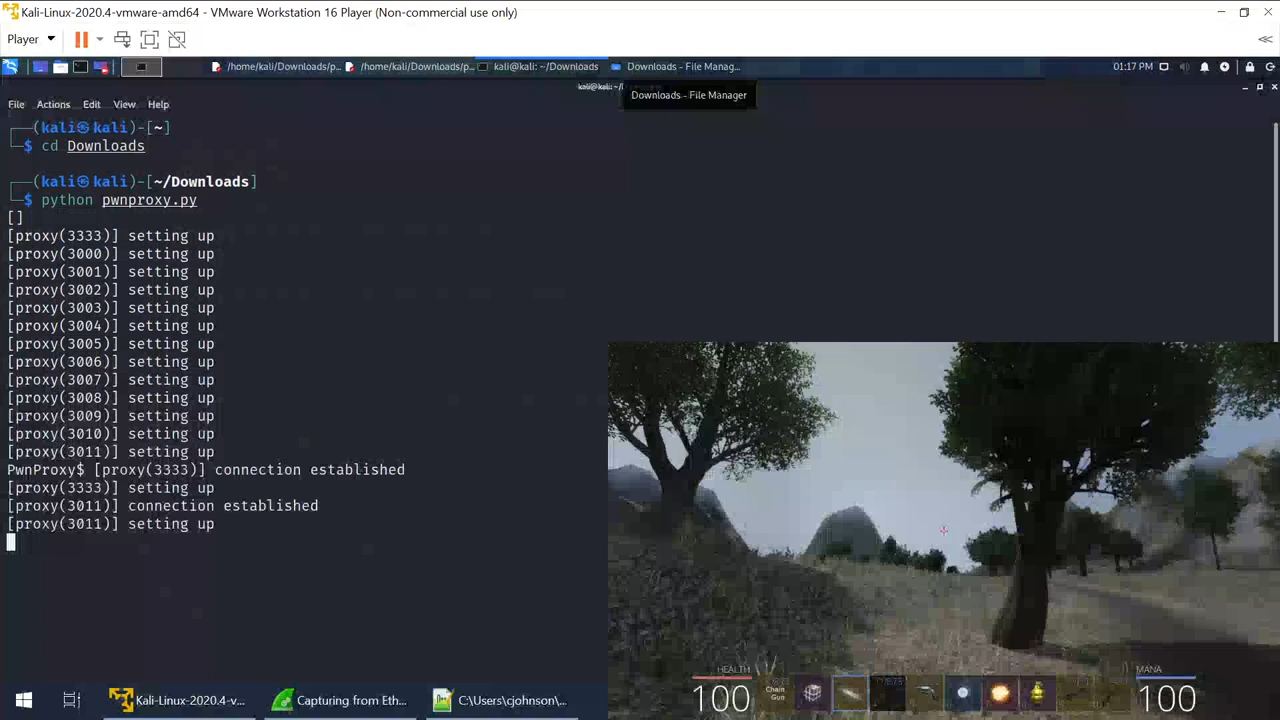 Kali-Linux-2020.4-vmware-amd64 - VMware Workstation 16 Player (Non-commercial use only)
Player
/home/kali/Downloads/p... /home/kali/Downloads/p... kali@kali: ~/Downloads Downloads - File Manag... 01:17 PM
Downloads - File Manager
File Actions Edit View Help
(kali㉿kali)-[~]
$ cd Downloads
(kali㉿kali)-[~/Downloads]
$ python pwnproxy.py
[]
[proxy(3333)] setting up
[proxy(3000)] setting up
[proxy(3001)] setting up
[proxy(3002)] setting up
[proxy(3003)] setting up
[proxy(3004)] setting up
[proxy(3005)] setting up
[proxy(3006)] setting up
[proxy(3007)] setting up
[proxy(3008)] setting up
[proxy(3009)] setting up
[proxy(3010)] setting up
[proxy(3011)] setting up
PwnProxy$ [proxy(3333)] connection established
[proxy(3333)] setting up
[proxy(3011)] connection established
[proxy(3011)] setting up
HEALTH
100
Chain
Gun
MANA
100
Kali-Linux-2020.4-v... Capturing from Eth... C:\Users\cjohnson\...